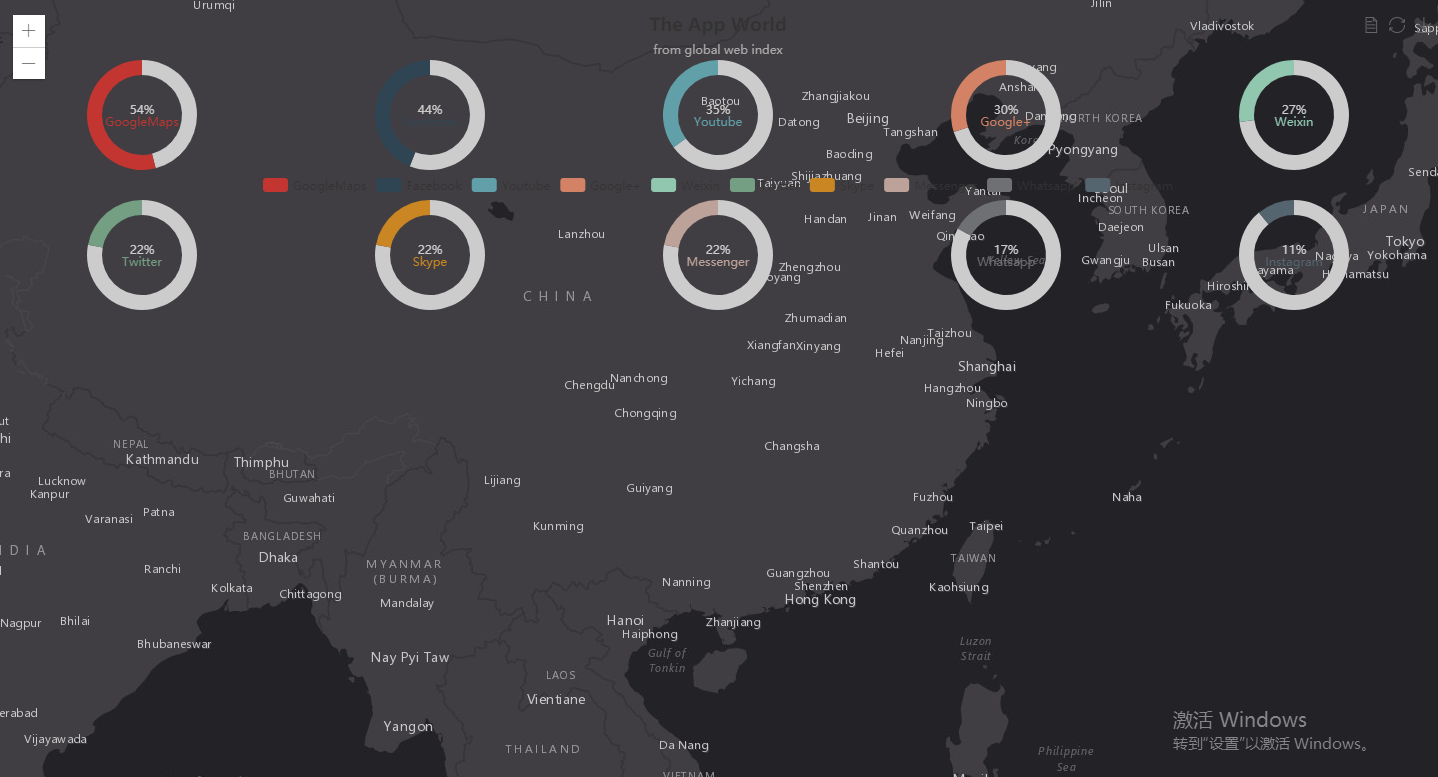 Urumqi
Jilin
The App World
Vladivostok
from global web index
Anshan
Zhangjiakou
Baotou
54%
GoogleMaps
44%
35%
Youtube
30%
Google+
27%
Weixin
Datong
Beijing
Tangshan
Baoding
NORTH KOREA
Pyongyang
Shijiazhuang
Taiyuan
GoogleMaps
Facebook
Youtube
Google+
Weixin
Skype
Messenger
Whatsapp
Instagram
Yantai
Seoul
Incheon
SOUTH KOREA
JAPAN
Handan
Jinan
Weifang
Qingdao
Daejeon
Lanzhou
22%
Twitter
22%
Skype
22%
Messenger
17%
Whatsapp
11%
Instagram
Ulsan
Busan
Gwangju
Nagoya
Hamamatsu
Tokyo
Yokohama
Zhengzhou
Yellow Sea
CHINA
Fukuoka
Zhumadian
Taizhou
Nanjing
Xiangfan
Xinyang
Hefei
Shanghai
Chengdu
Nanchong
Yichang
Hangzhou
Ningbo
Chongqing
Changsha
NEPAL
Kathmandu
Thimphu
BHUTAN
Lucknow
Kanpur
Guwahati
Lijiang
Guiyang
Fuzhou
Naha
Varanasi
Patna
Kunming
Quanzhou
Taipei
BANGLADESH
Dhaka
TAIWAN
MYANMAR
(BURMA)
Ranchi
Kolkata
Chittagong
Mandalay
Nanning
Guangzhou
Shenzhen
Hong Kong
Shantou
Kaohsiung
Nagpur
Bhilai
Hanoi
Haiphong
Zhanjiang
Bhubaneswar
Nay Pyi Taw
Gulf of
Tonkin
Luzon
Strait
LAOS
Vientiane
Vijayawada
Yangon
THAILAND
Da Nang
VIETNAM
Philippine
Sea
激活 Windows
转到"设置"以激活 Windows。